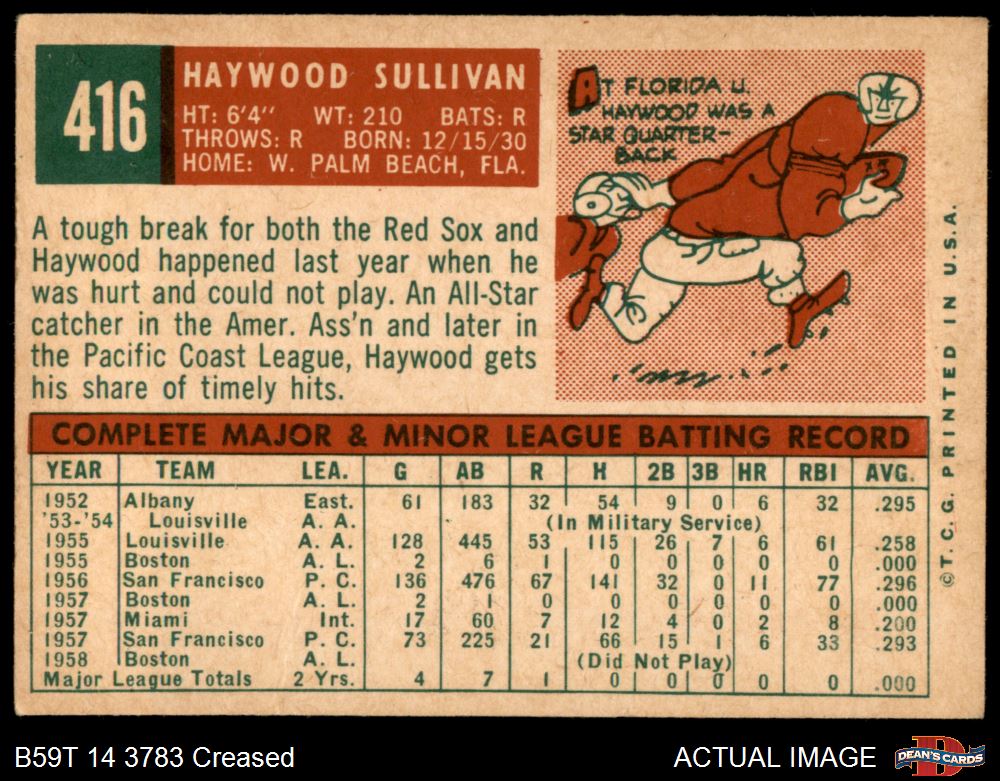 416
HAYWOOD SULLIVAN
HT: 6'4" WT: 210 BATS: R
THROWS: R BORN: 12/15/30
HOME: W. PALM BEACH, FLA.
AT FLORIDA U.
HAYWOOD WAS A
STAR QUARTER-
BACK
A tough break for both the Red Sox and
Haywood happened last year when he
was hurt and could not play. An All-Star
catcher in the Amer. Ass'n and later in
the Pacific Coast League, Haywood gets
his share of timely hits.
COMPLETE MAJOR & MINOR LEAGUE BATTING RECORD
YEAR TEAM LEA. G AB R H 2B 3B HR RBI AVG.
1952 Albany East. 61 183 32 54 9 0 6 32 .295
'53-'54 Louisville A. A. (In Military Service)
1955 Louisville A. A. 128 445 53 115 26 7 6 61 .258
1955 Boston A. L. 2 6 1 0 0 0 0 0 .000
1956 San Francisco P. C. 136 476 67 141 32 0 11 77 .296
1957 Boston A. L. 2 1 0 0 0 0 0 0 .000
1957 Miami Int. 17 60 7 12 4 0 2 8 .200
1957 San Francisco P. C. 73 225 21 66 15 1 6 33 .293
1958 Boston A. L. (Did Not Play)
Major League Totals 2 Yrs. 4 7 1 0 0 0 0 0 .000
©T. C. G. PRINTED IN U.S.A.
B59T 14 3783 Creased
ACTUAL IMAGE
D
DEAN'S CARDS